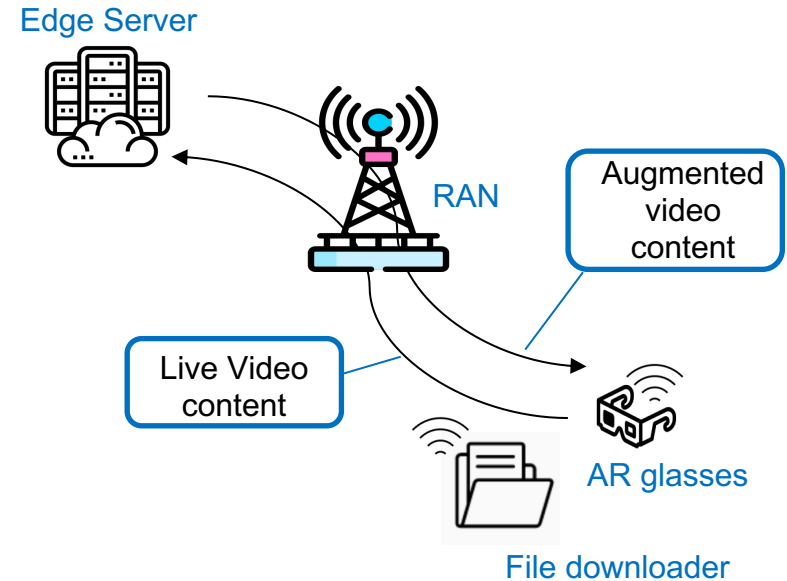 Edge Server
RAN
Augmented
video
content
Live Video
content
AR glasses
File downloader